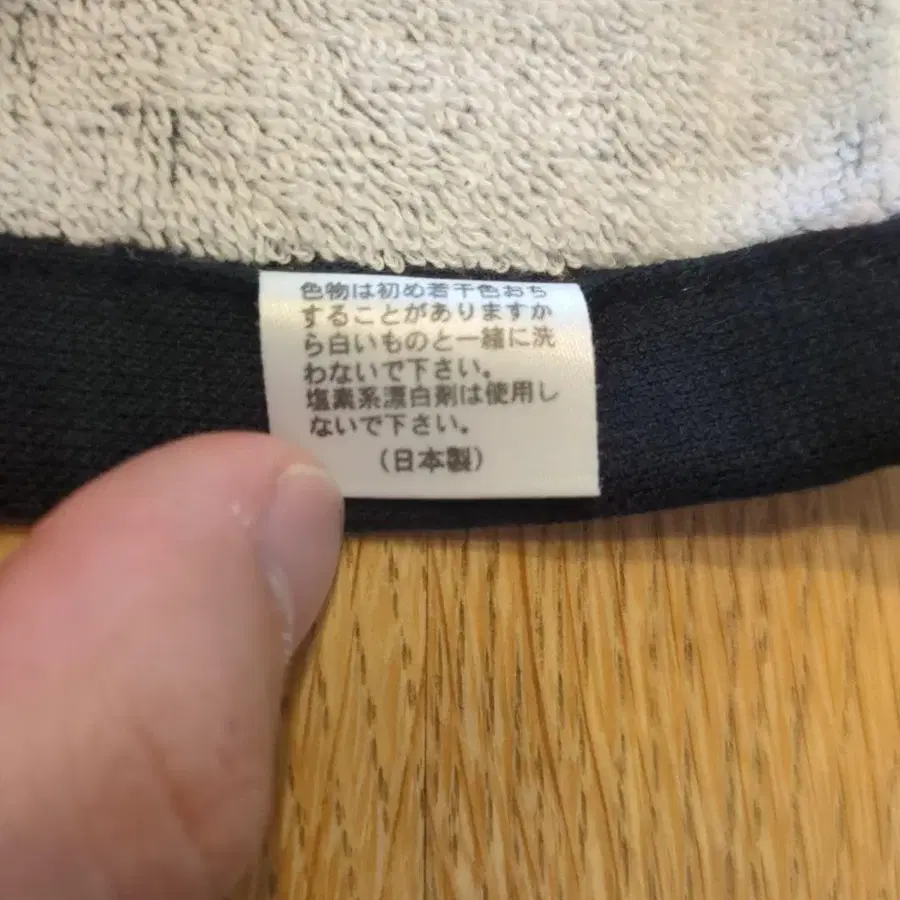 色物は初め若干色おち
することがありますか
ら白いものと一緒に洗
わないで下さい。
塩素系漂白剤は使用し
ないで下さい。
(日本製)